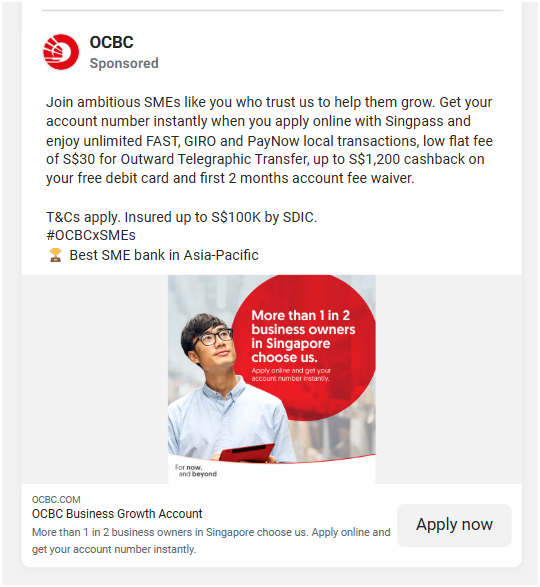 OCBC
Sponsored
Join ambitious SMEs like you who trust us to help them grow. Get your
account number instantly when you apply online with Singpass and
enjoy unlimited FAST, GIRO and PayNow local transactions, low flat fee
of S$30 for Outward Telegraphic Transfer, up to S$1,200 cashback on
your free debit card and first 2 months account fee waiver.
T&Cs apply. Insured up to S$100K by SDIC.
#OCBCxSMEs
🏆 Best SME bank in Asia-Pacific
More than 1 in 2
business owners
in Singapore
choose us.
Apply online and get your
account number instantly.
For now,
and beyond
OCBC.COM
OCBC Business Growth Account
More than 1 in 2 business owners in Singapore choose us. Apply online and
get your account number instantly.
Apply now